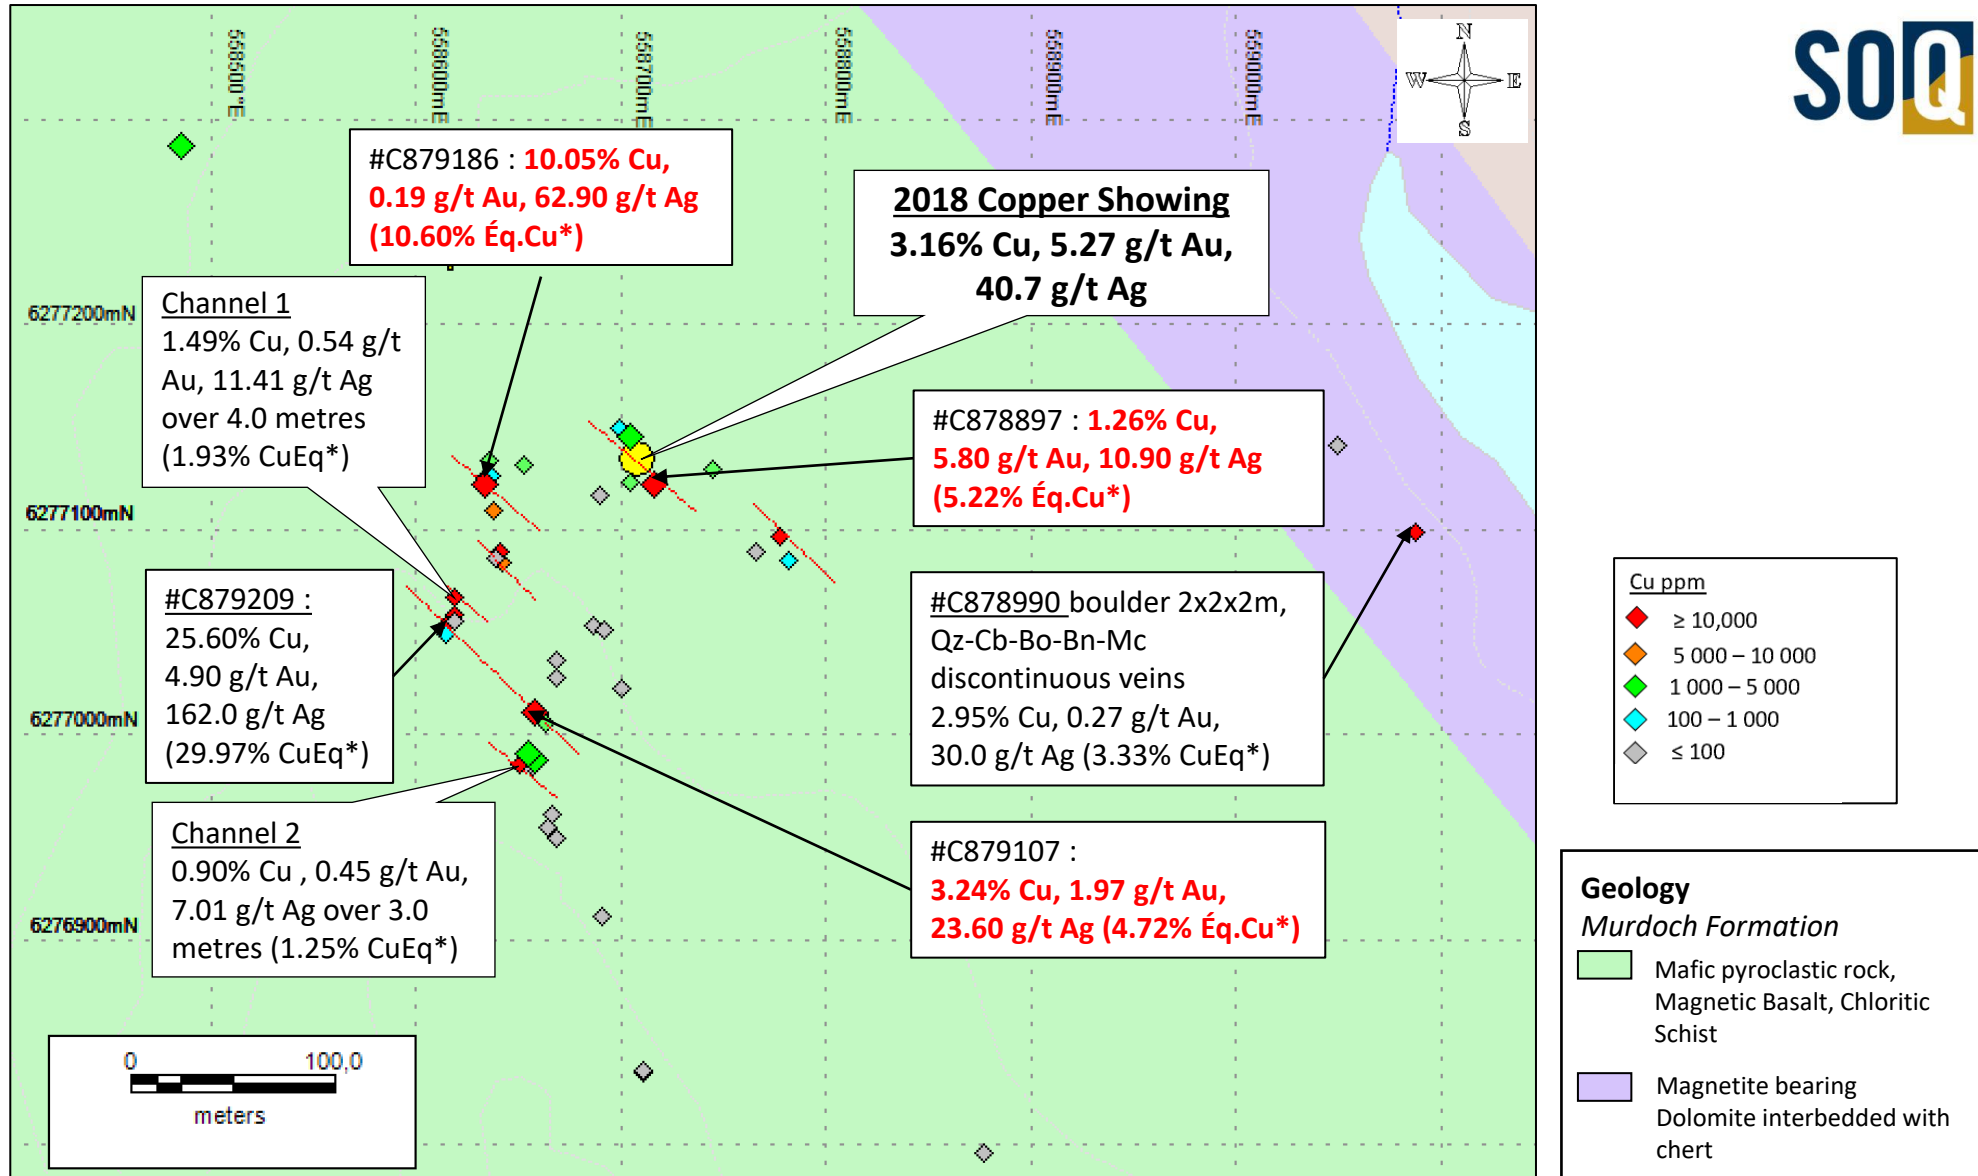 558500°E
558600mE
558700mE
558800mE
558900mE
559000mE
N
W E
S
SOQ
#C879186 : 10.05% Cu,
0.19 g/t Au, 62.90 g/t Ag
(10.60% Éq.Cu*)
2018 Copper Showing
3.16% Cu, 5.27 g/t Au,
40.7 g/t Ag
Channel 1
1.49% Cu, 0.54 g/t
Au, 11.41 g/t Ag
over 4.0 metres
(1.93% CuEq*)
6277200mN
#C878897 : 1.26% Cu,
5.80 g/t Au, 10.90 g/t Ag
(5.22% Éq.Cu*)
6277100mN
#C879209 :
25.60% Cu,
4.90 g/t Au,
162.0 g/t Ag
(29.97% CuEq*)
#C878990 boulder 2x2x2m,
Qz-Cb-Bo-Bn-Mc
discontinuous veins
2.95% Cu, 0.27 g/t Au,
30.0 g/t Ag (3.33% CuEq*)
6277000mN
Channel 2
0.90% Cu , 0.45 g/t Au,
7.01 g/t Ag over 3.0
metres (1.25% CuEq*)
#C879107 :
3.24% Cu, 1.97 g/t Au,
23.60 g/t Ag (4.72% Éq.Cu*)
6276900mN
0 100,0
meters
Cu ppm
≥ 10,000
5 000 – 10 000
1 000 – 5 000
100 – 1 000
≤ 100
Geology
Murdoch Formation
Mafic pyroclastic rock,
Magnetic Basalt, Chloritic
Schist
Magnetite bearing
Dolomite interbedded with
chert